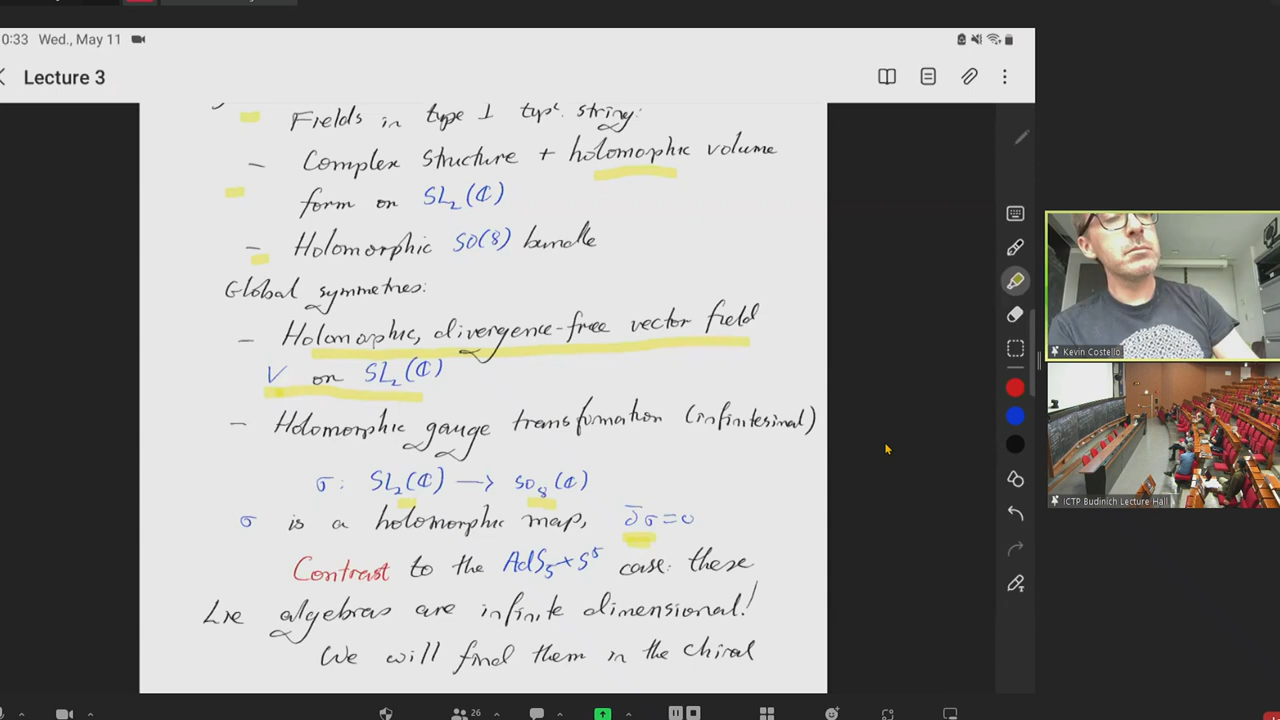 0:33 Wed., May 11
Lecture 3
Fields in type I top. string:
– Complex structure + holomorphic volume
form on SL₂(ℂ)
– Holomorphic SO(8) bundle
Global symmetries:
– Holomorphic, divergence-free vector field
V on SL₂(ℂ)
– Holomorphic gauge transformation (infinitesimal)
σ: SL₂(ℂ) → so₈(ℂ)
σ is a holomorphic map, ∂̄σ=0
Contrast to the AdS₅×S⁵ case: these
Lie algebras are infinite dimensional!
We will find them in the chiral
Kevin Costello
ICTP Budinich Lecture Hall
26